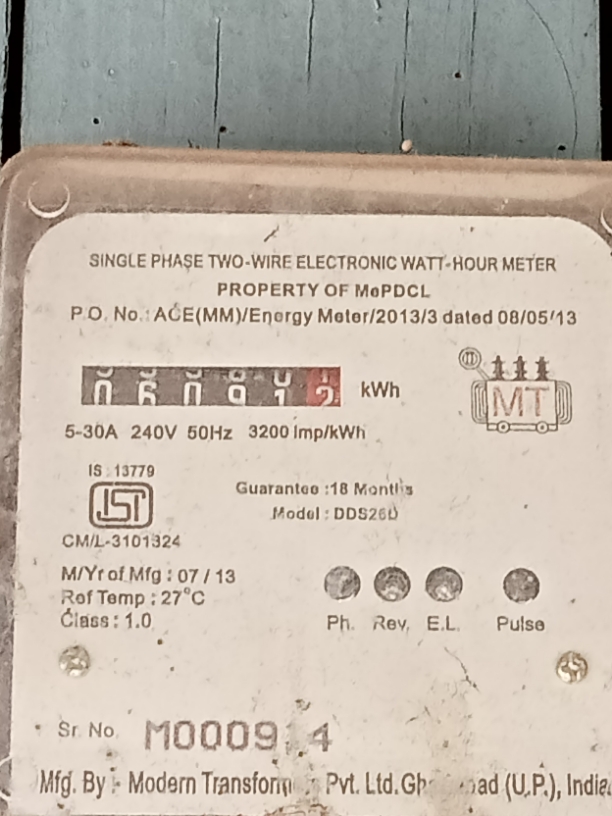 SINGLE PHASE TWO-WIRE ELECTRONIC WATT-HOUR METER
PROPERTY OF MePDCL
P.O. No.: ACE(MM)/Energy Meter/2013/3 dated 08/05/13
kWh
MT
5-30A 240V 50Hz 3200 imp/kWh
IS : 13779
ISI
CM/L-3101324
Guarantee :18 Months
Model :
M/Yr of Mfg : 07 / 13
Ref Temp : 27°C
Class : 1.0
Ph. Rev. E.L. Pulse
Sr. No.
Mfg. By :- Modern Pvt. Ltd. (U.P.), India.